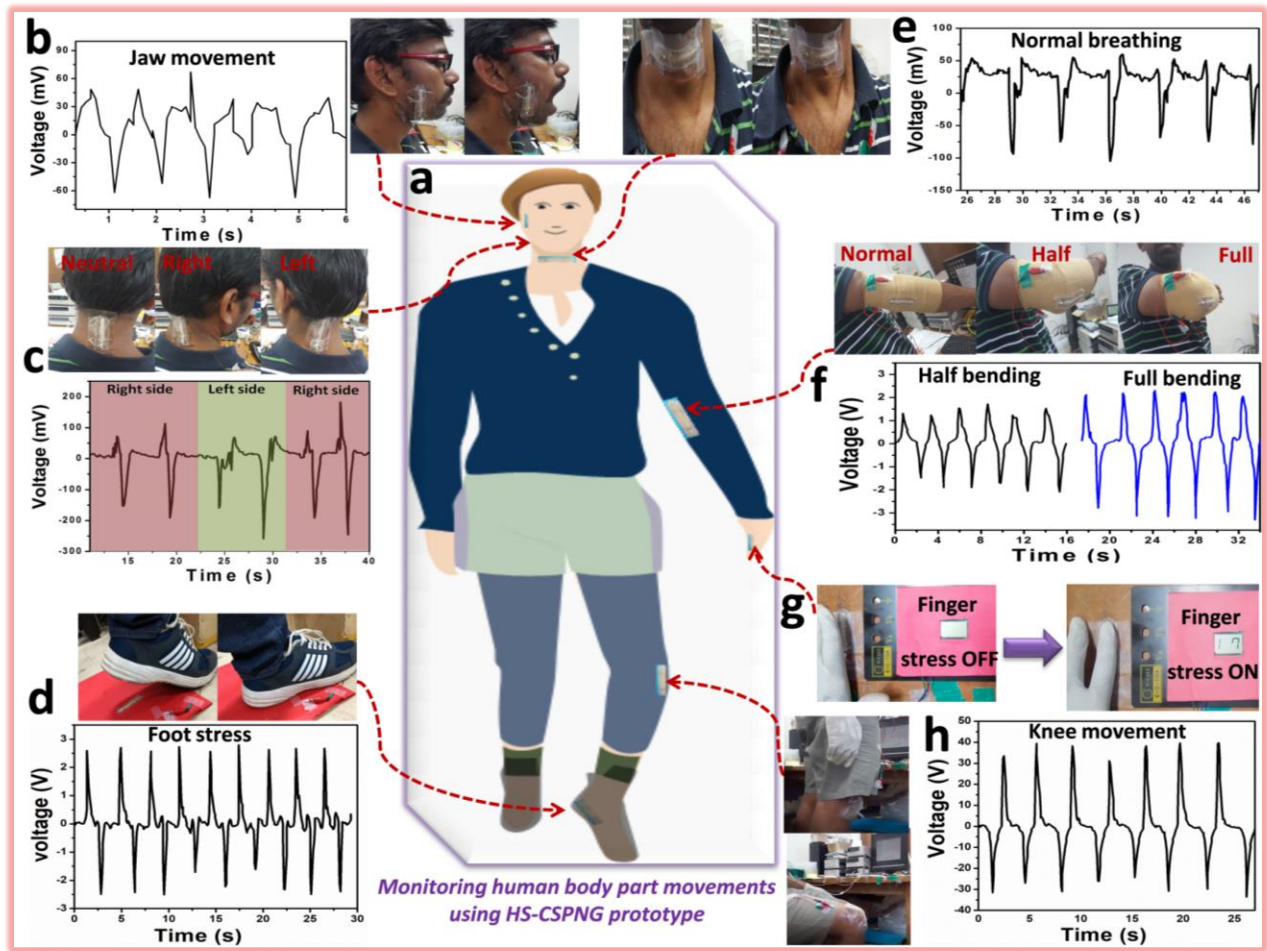 a
b
Jaw movement
Voltage (mV)
90
60
30
0
-30
-60
1 2 3 4 5 6
Time (s)
e
Normal breathing
Voltage (mV)
100
50
0
-50
-100
-150
26 28 30 32 34 36 38 40 42 44 46
Time (s)
Neutral Right Left
c
Right side Left side Right side
Voltage (mV)
200
100
0
-100
-200
-300
15 20 25 30 35 40
Time (s)
Normal Half Full
f
Half bending Full bending
Voltage (V)
3
2
1
0
-1
-2
-3
0 4 8 12 16 20 24 28 32
Time (s)
g
Finger
stress OFF
Finger
17
stress ON
d
Foot stress
voltage (V)
3
2
1
0
-1
-2
-3
0 5 10 15 20 25 30
Time (s)
h
Knee movement
Voltage (V)
50
40
30
20
10
0
-10
-20
-30
-40
0 5 10 15 20 25
Time (s)
Monitoring human body part movements
using HS-CSPNG prototype